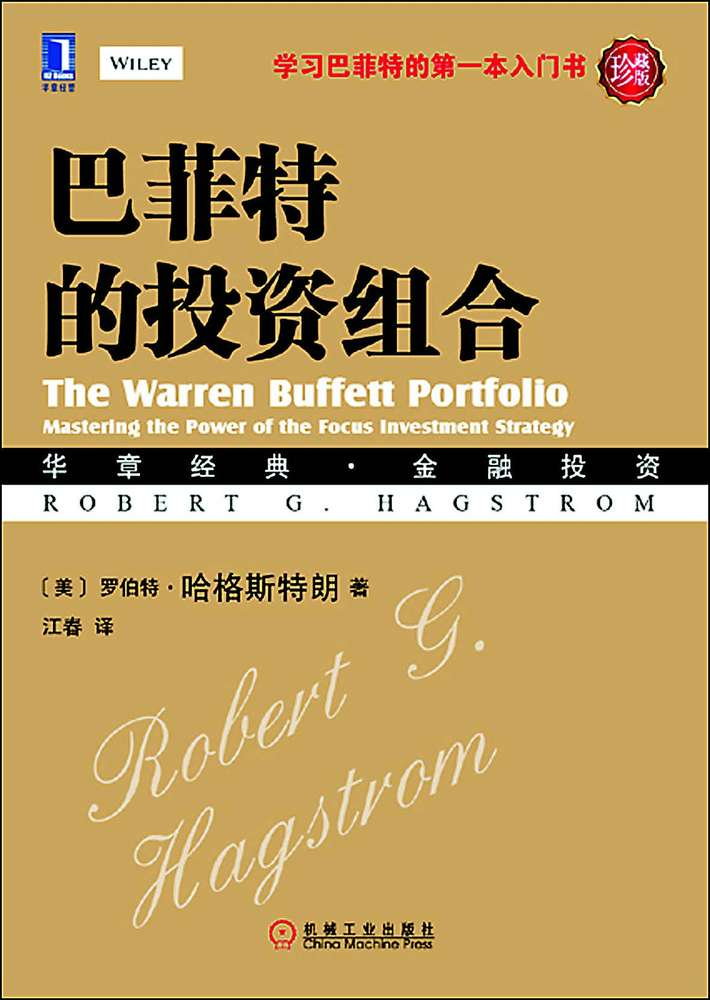 HZ Books
华章经管
WILEY
学习巴菲特的第一本入门书
珍藏版
巴菲特
的投资组合
The Warren Buffett Portfolio
Mastering the Power of the Focus Investment Strategy
华章经典·金融投资
ROBERT G. HAGSTROM
〔美〕罗伯特·哈格斯特朗 著
江春 译
Robert G.
Hagstrom
机械工业出版社
China Machine Press